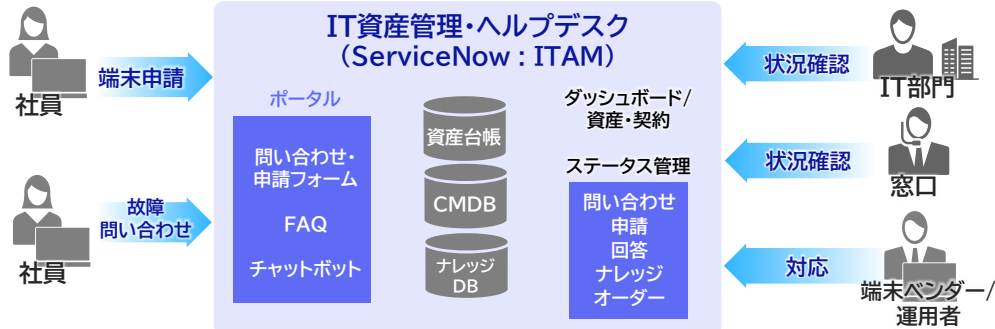 IT資産管理・ヘルプデスク
（ServiceNow：ITAM）
端末申請
社員
故障
問い合わせ
社員
ポータル
問い合わせ・
申請フォーム
FAQ
チャットボット
資産台帳
CMDB
ナレッジ
DB
ダッシュボード/
資産・契約
ステータス管理
問い合わせ
申請
回答
ナレッジ
オーダー
状況確認
IT部門
状況確認
窓口
対応
端末ベンダー/
運用者